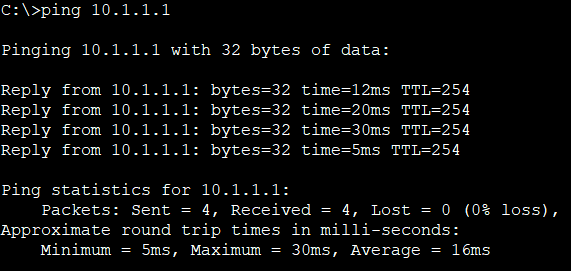 C:\>ping 10.1.1.1
Pinging 10.1.1.1 with 32 bytes of data:
Reply from 10.1.1.1: bytes=32 time=12ms TTL=254
Reply from 10.1.1.1: bytes=32 time=20ms TTL=254
Reply from 10.1.1.1: bytes=32 time=30ms TTL=254
Reply from 10.1.1.1: bytes=32 time=5ms TTL=254
Ping statistics for 10.1.1.1:
Packets: Sent = 4, Received = 4, Lost = 0 (0% loss),
Approximate round trip times in milli-seconds:
Minimum = 5ms, Maximum = 30ms, Average = 16ms